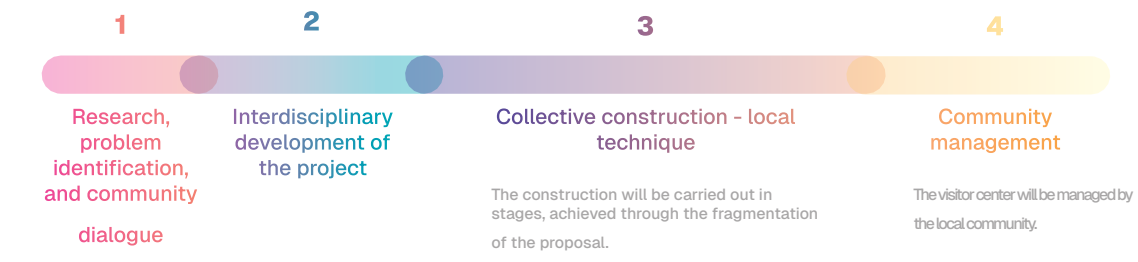 1
Research,
problem
identification,
and community
dialogue
2
Interdisciplinary
development of
the project
3
Collective construction - local
technique
The construction will be carried out in
stages, achieved through the fragmentation
of the proposal.
4
Community
management
The visitor center will be managed by
the local community.